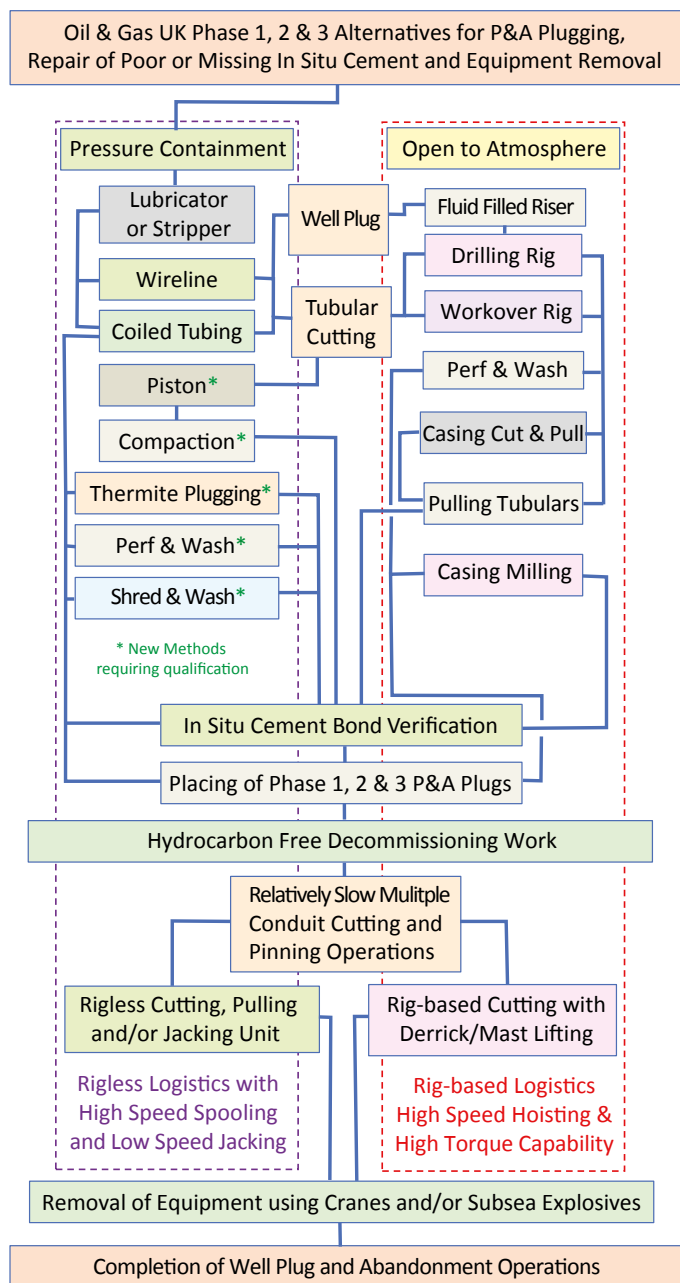 Oil & Gas UK Phase 1, 2 & 3 Alternatives for P&A Plugging,
Repair of Poor or Missing In Situ Cement and Equipment Removal
Pressure Containment
Open to Atmosphere
Lubricator
or Stripper
Well Plug
Fluid Filled Riser
Drilling Rig
Wireline
Tubular
Cutting
Workover Rig
Coiled Tubing
Piston*
Perf & Wash
Compaction*
Casing Cut & Pull
Thermite Plugging*
Pulling Tubulars
Perf & Wash*
Casing Milling
Shred & Wash*
* New Methods
requiring qualification
In Situ Cement Bond Verification
Placing of Phase 1, 2 & 3 P&A Plugs
Hydrocarbon Free Decommissioning Work
Relatively Slow Mulitple
Conduit Cutting and
Pinning Operations
Rigless Cutting, Pulling
and/or Jacking Unit
Rig-based Cutting with
Derrick/Mast Lifting
Rigless Logistics with
High Speed Spooling
and Low Speed Jacking
Rig-based Logistics
High Speed Hoisting &
High Torque Capability
Removal of Equipment using Cranes and/or Subsea Explosives
Completion of Well Plug and Abandonment Operations